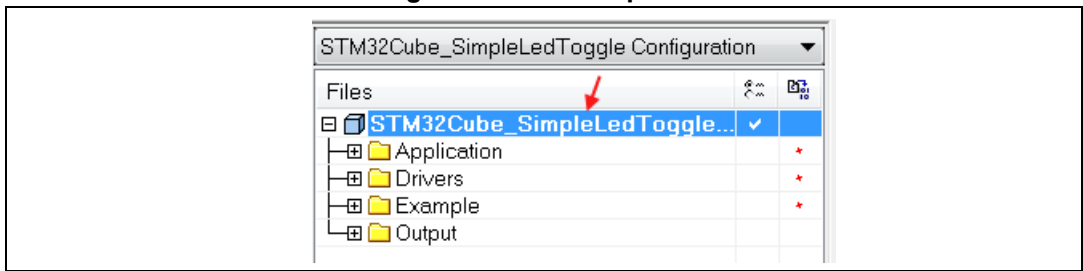 STM32Cube_SimpleLedToggle Configuration
Files
STM32Cube_SimpleLedToggle...
Application
Drivers
Example
Output